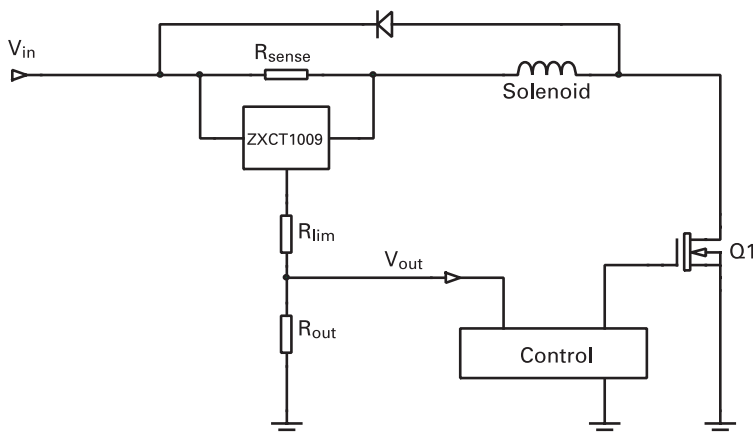 Vin
Rsense
Solenoid
ZXCT1009
Rlim
Vout
Q1
Rout
Control